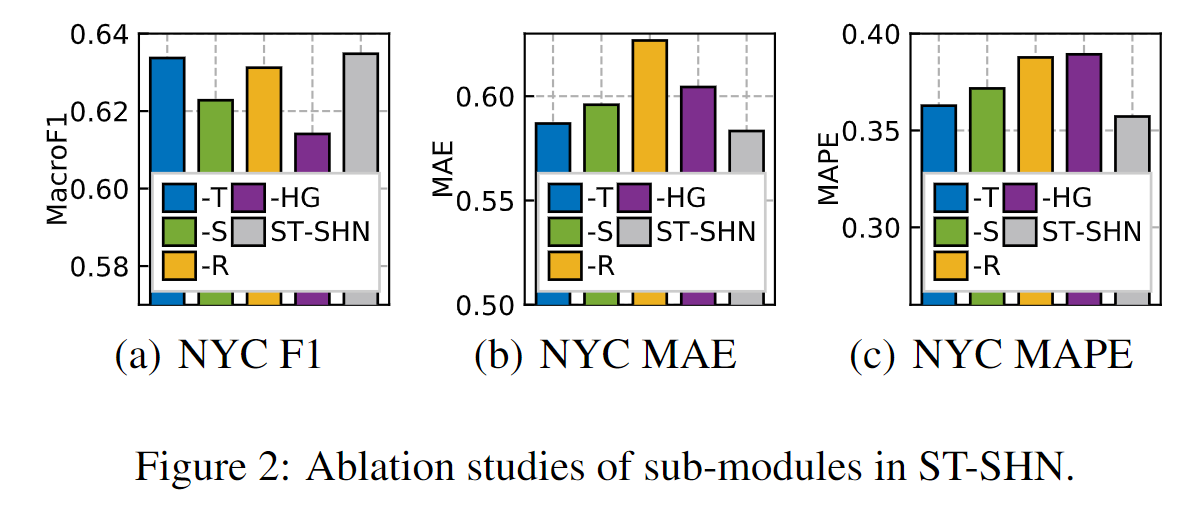 0.64
0.62
0.60
0.58
MacroF1
-T -HG
-S ST-SHN
-R
(a) NYC F1
0.60
0.55
0.50
MAE
-T -HG
-S ST-SHN
-R
(b) NYC MAE
0.40
0.35
0.30
MAPE
-T -HG
-S ST-SHN
-R
(c) NYC MAPE
Figure 2: Ablation studies of sub-modules in ST-SHN.